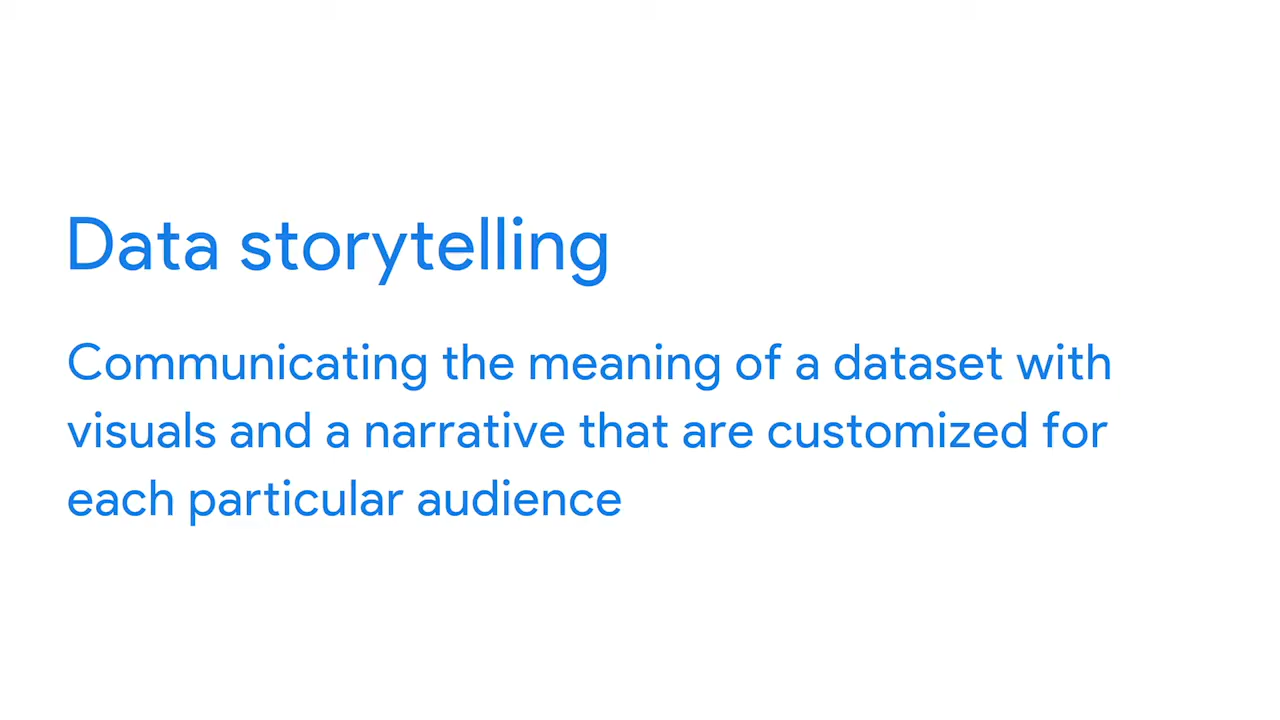 Data storytelling
Communicating the meaning of a dataset with
visuals and a narrative that are customized for
each particular audience